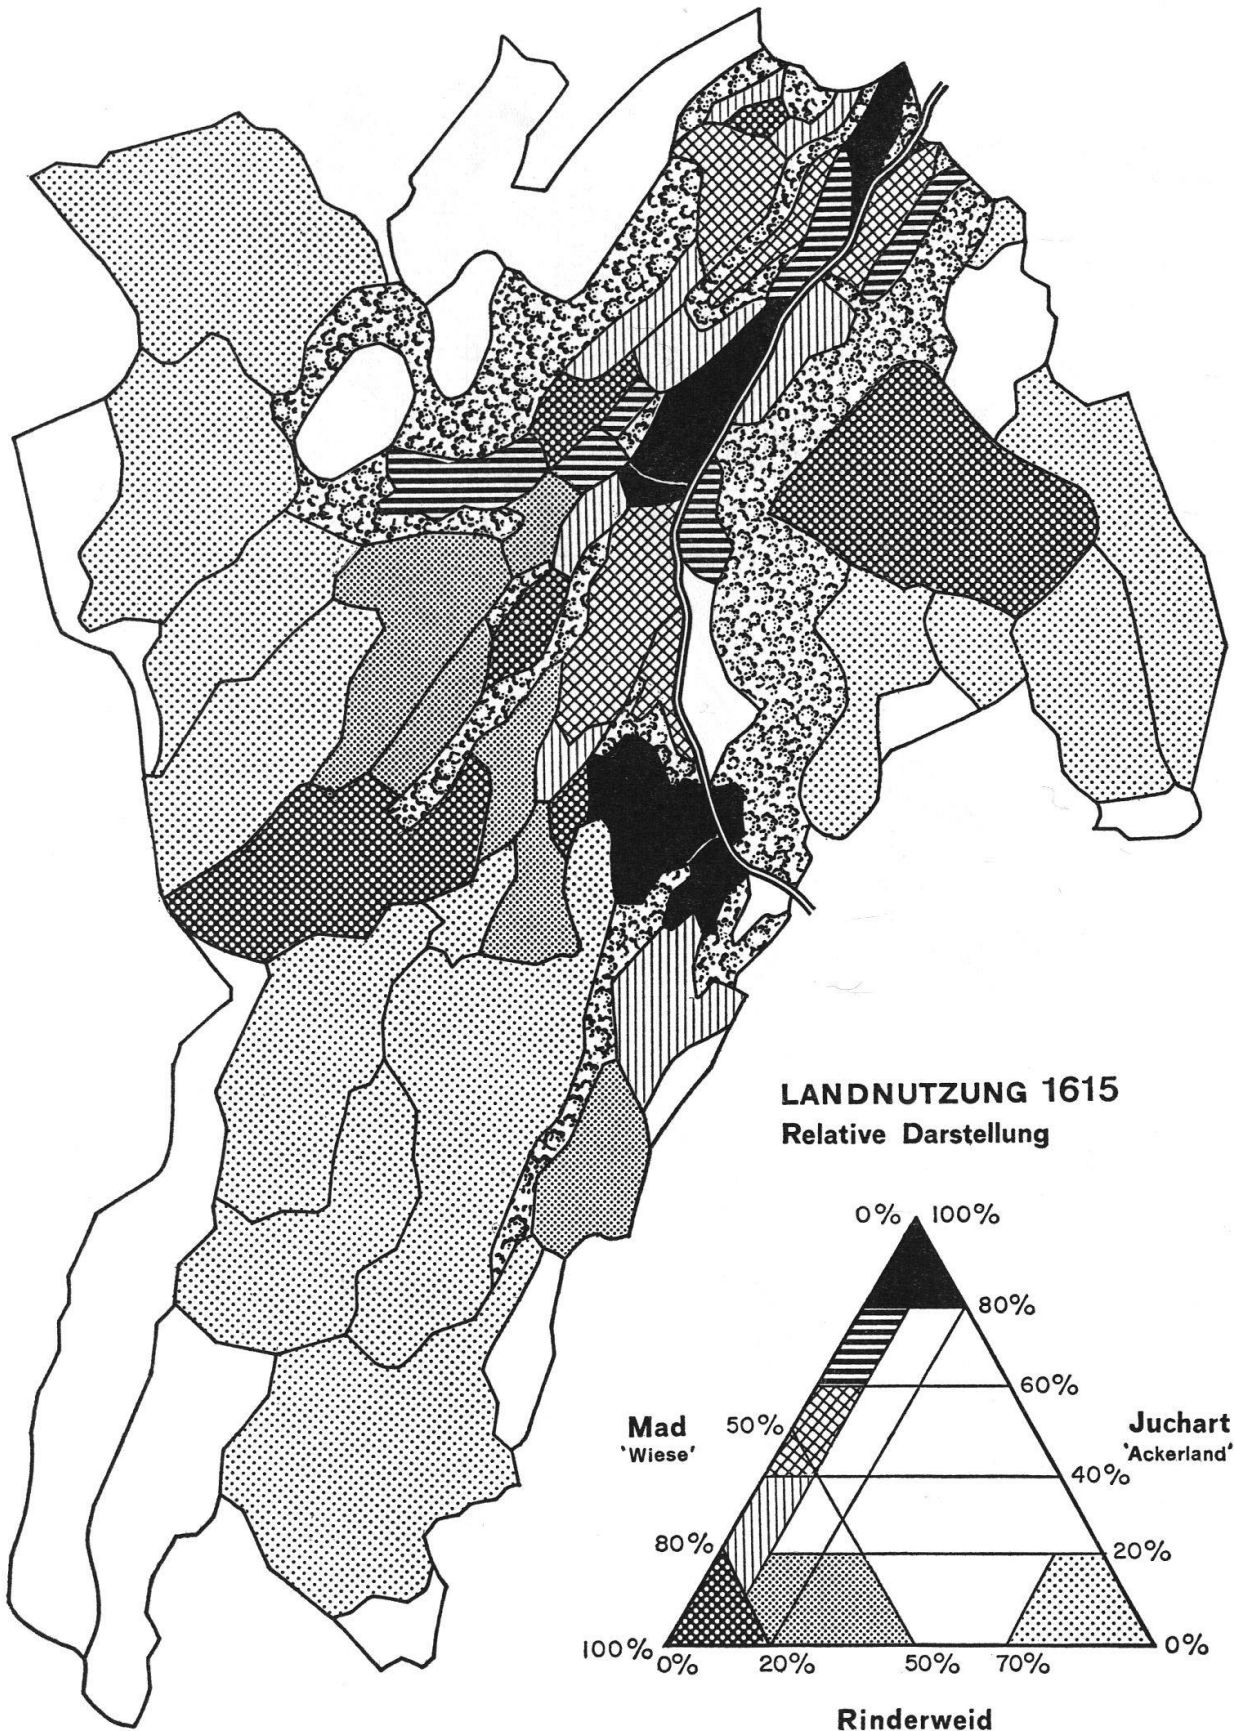 LANDNUTZUNG 1615
Relative Darstellung
0% 100%
80%
60%
Mad
'Wiese'
50%
Juchart
'Ackerland'
40%
80%
20%
100%
0%
0% 20% 50% 70%
Rinderweid